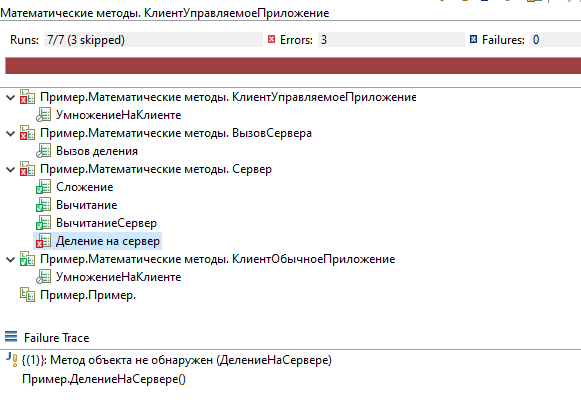 Математические методы. КлиентУправляемоеПриложение
Runs: 7/7 (3 skipped) Errors: 3 Failures: 0
Пример.Математические методы. КлиентУправляемоеПриложение
УмножениеНаКлиенте
Пример.Математические методы. ВызовСервера
Вызов деления
Пример.Математические методы. Сервер
Сложение
Вычитание
ВычитаниеСервер
Деление на сервер
Пример.Математические методы. КлиентОбычноеПриложение
УмножениеНаКлиенте
Пример.Пример.
Failure Trace
{(1)}: Метод объекта не обнаружен (ДелениеНаСервере)
Пример.ДелениеНаСервере()